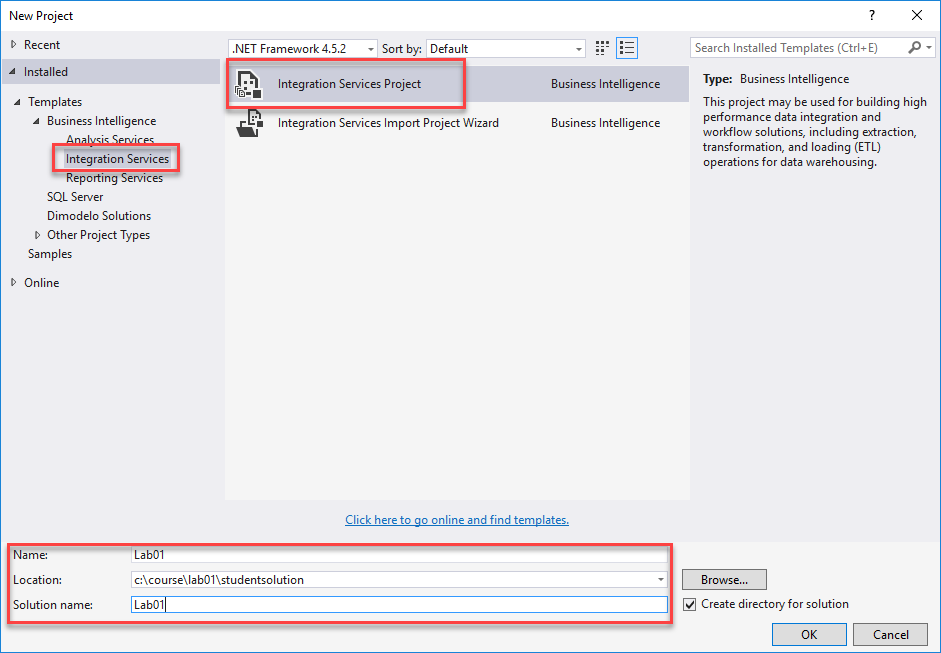 New Project
?
Recent
.NET Framework 4.5.2
Sort by:
Default
Search Installed Templates (Ctrl+E)
Installed
Templates
Business Intelligence
Analysis Services
Integration Services
Reporting Services
SQL Server
Dimodelo Solutions
Other Project Types
Samples
Online
Integration Services Project
Business Intelligence
Integration Services Import Project Wizard
Business Intelligence
Type: Business Intelligence
This project may be used for building high
performance data integration and
workflow solutions, including extraction,
transformation, and loading (ETL)
operations for data warehousing.
Click here to go online and find templates.
Name:
Lab01
Location:
c:\course\lab01\studentsolution
Browse...
Solution name:
Lab01
Create directory for solution
OK
Cancel